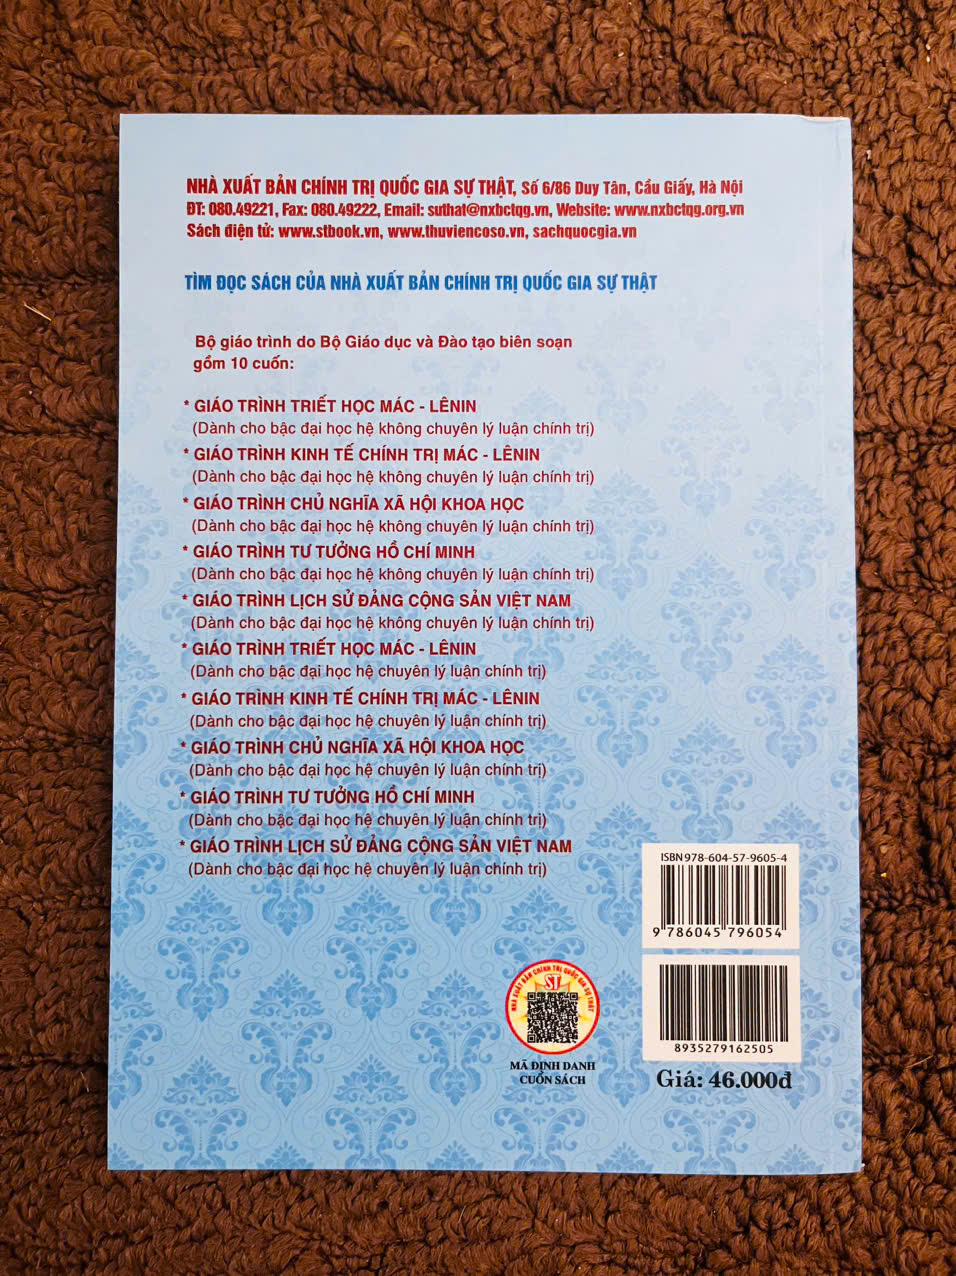 NHÀ XUẤT BẢN CHÍNH TRỊ QUỐC GIA SỰ THẬT, Số 6/86 Duy Tân, Cầu Giấy, Hà Nội
ĐT: 080.49221, Fax: 080.49222, Email: suthat@nxbctqg.vn, Website: www.nxbctqg.org.vn
Sách điện tử: www.stbook.vn, www.thuviencoso.vn, sachquocgia.vn
TÌM ĐỌC SÁCH CỦA NHÀ XUẤT BẢN CHÍNH TRỊ QUỐC GIA SỰ THẬT
Bộ giáo trình do Bộ Giáo dục và Đào tạo biên soạn
gồm 10 cuốn:
* GIÁO TRÌNH TRIẾT HỌC MÁC - LÊNIN
(Dành cho bậc đại học hệ không chuyên lý luận chính trị)
* GIÁO TRÌNH KINH TẾ CHÍNH TRỊ MÁC - LÊNIN
(Dành cho bậc đại học hệ không chuyên lý luận chính trị)
* GIÁO TRÌNH CHỦ NGHĨA XÃ HỘI KHOA HỌC
(Dành cho bậc đại học hệ không chuyên lý luận chính trị)
* GIÁO TRÌNH TƯ TƯỞNG HỒ CHÍ MINH
(Dành cho bậc đại học hệ không chuyên lý luận chính trị)
* GIÁO TRÌNH LỊCH SỬ ĐẢNG CỘNG SẢN VIỆT NAM
(Dành cho bậc đại học hệ không chuyên lý luận chính trị)
* GIÁO TRÌNH TRIẾT HỌC MÁC - LÊNIN
(Dành cho bậc đại học hệ chuyên lý luận chính trị)
* GIÁO TRÌNH KINH TẾ CHÍNH TRỊ MÁC - LÊNIN
(Dành cho bậc đại học hệ chuyên lý luận chính trị)
* GIÁO TRÌNH CHỦ NGHĨA XÃ HỘI KHOA HỌC
(Dành cho bậc đại học hệ chuyên lý luận chính trị)
* GIÁO TRÌNH TƯ TƯỞNG HỒ CHÍ MINH
(Dành cho bậc đại học hệ chuyên lý luận chính trị)
* GIÁO TRÌNH LỊCH SỬ ĐẢNG CỘNG SẢN VIỆT NAM
(Dành cho bậc đại học hệ chuyên lý luận chính trị)
ISBN 978-604-57-9605-4
9 786045 796054
NHÀ XUẤT BẢN CHÍNH TRỊ QUỐC GIA SỰ THẬT
ST
MÃ ĐỊNH DANH
CUỐN SÁCH
8935279162505
Giá: 46.000đ